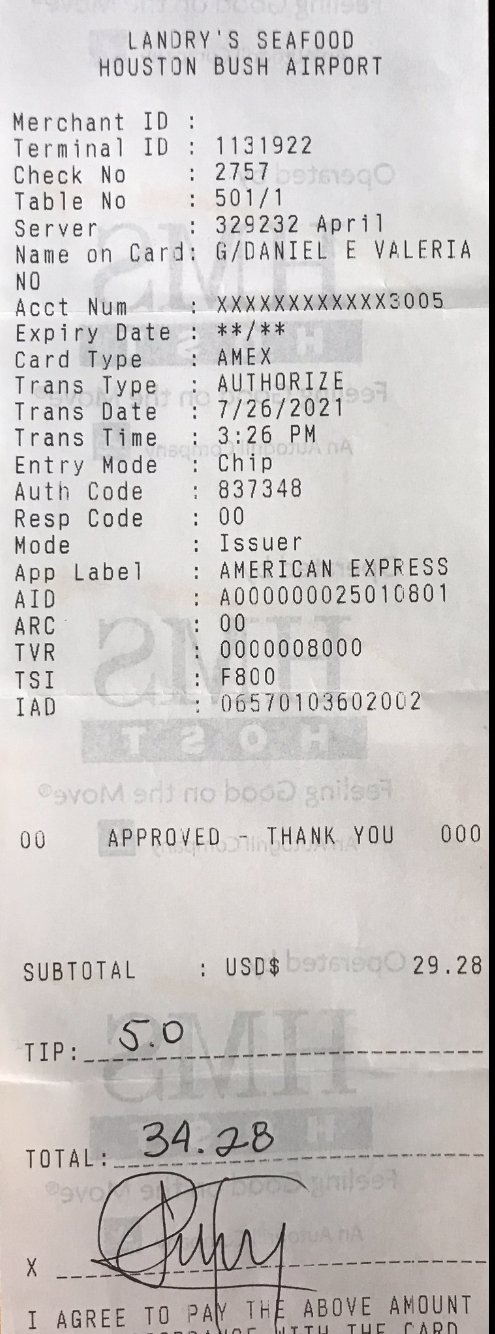 LANDRY'S SEAFOOD
HOUSTON BUSH AIRPORT
Merchant ID :
Terminal ID : 1131922
Check No : 2757
Table No : 501/1
Server : 329232 April
Name on Card: G/DANIEL E VALERIA
NO
Acct Num : XXXXXXXXXXXX3005
Expiry Date : **/**
Card Type : AMEX
Trans Type : AUTHORIZE
Trans Date : 7/26/2021
Trans Time : 3:26 PM
Entry Mode : Chip
Auth Code : 837348
Resp Code : 00
Mode : Issuer
App Label : AMERICAN EXPRESS
AID : A000000025010801
ARC : 00
TVR : 0000008000
TSI : F800
IAD : 06570103602002
00 APPROVED - THANK YOU 000
SUBTOTAL : USD$ 29.28
TIP: 5.0
TOTAL: 34.28
X
I AGREE TO PAY THE ABOVE AMOUNT
WITH THE CARD